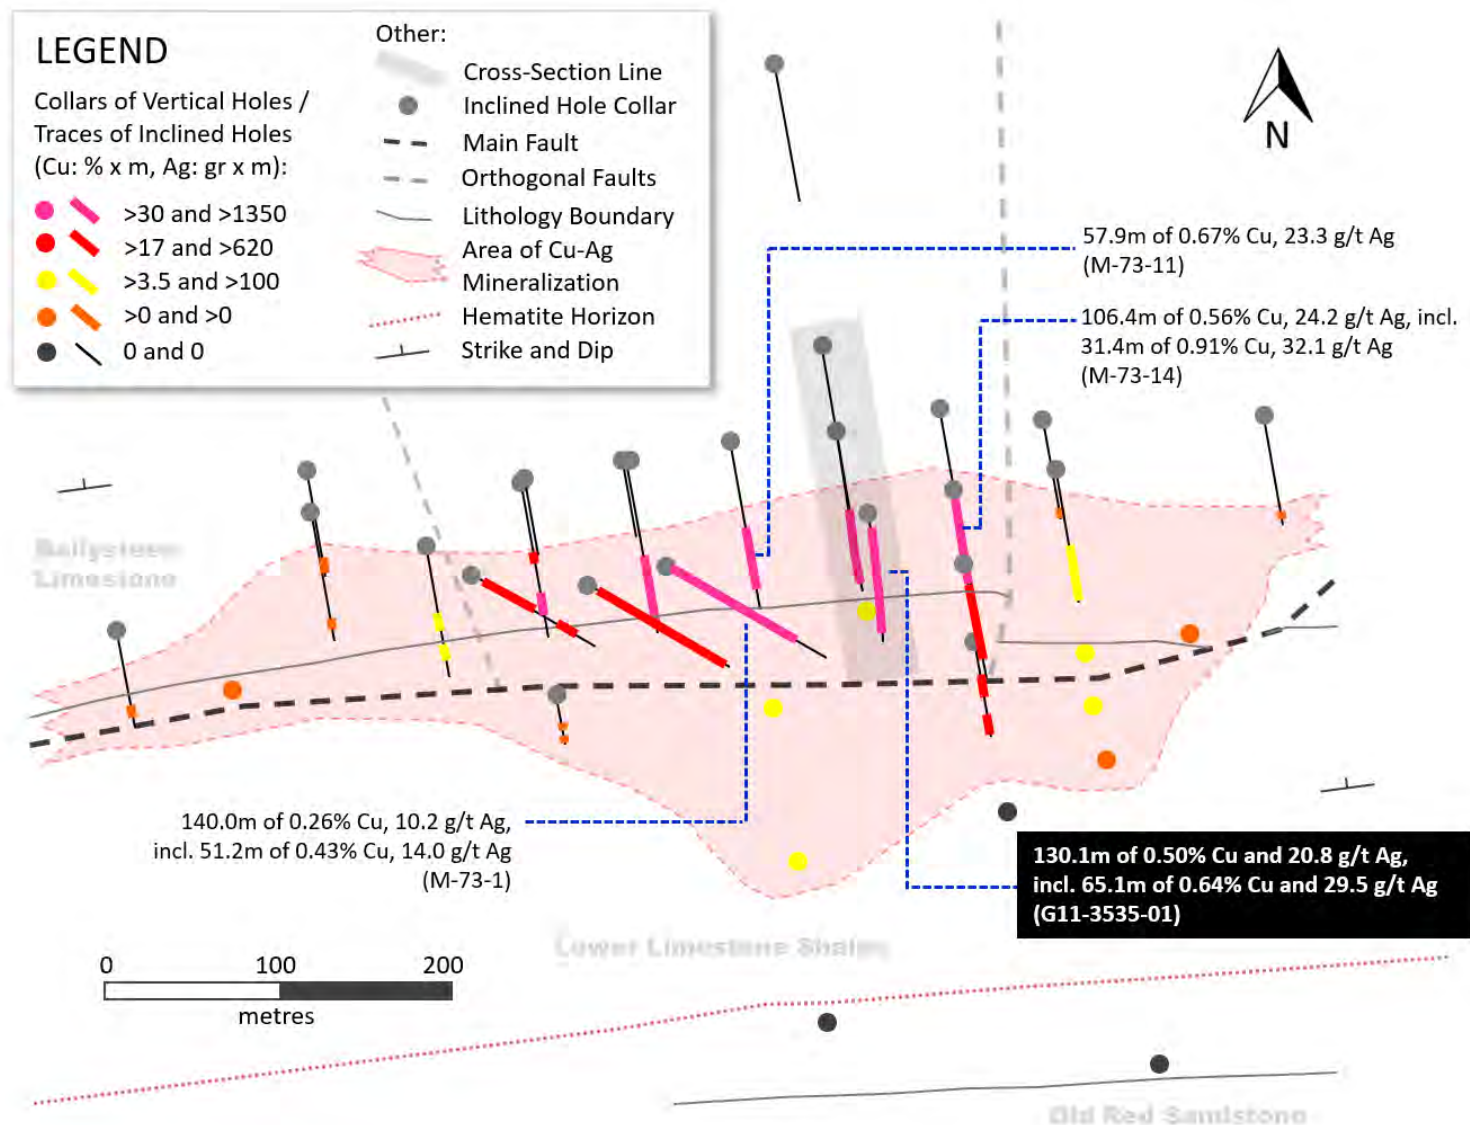 LEGEND
Collars of Vertical Holes /
Traces of Inclined Holes
(Cu: % x m, Ag: gr x m):
>30 and >1350
>17 and >620
>3.5 and >100
>0 and >0
0 and 0
Other:
Cross-Section Line
Inclined Hole Collar
Main Fault
Orthogonal Faults
Lithology Boundary
Area of Cu-Ag
Mineralization
Hematite Horizon
Strike and Dip
N
57.9m of 0.67% Cu, 23.3 g/t Ag
(M-73-11)
106.4m of 0.56% Cu, 24.2 g/t Ag, incl.
31.4m of 0.91% Cu, 32.1 g/t Ag
(M-73-14)
Ballysteen
Limestone
140.0m of 0.26% Cu, 10.2 g/t Ag,
incl. 51.2m of 0.43% Cu, 14.0 g/t Ag
(M-73-1)
130.1m of 0.50% Cu and 20.8 g/t Ag,
incl. 65.1m of 0.64% Cu and 29.5 g/t Ag
(G11-3535-01)
Lower Limestone Shales
0 100 200
metres
Old Red Sandstone